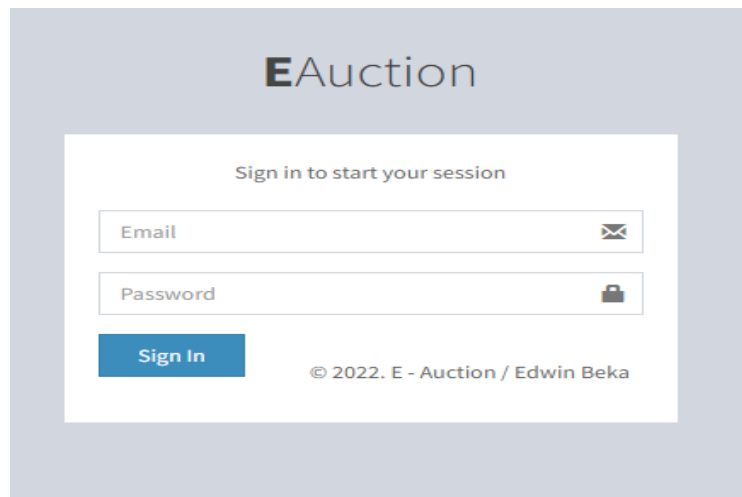 EAuction
Sign in to start your session
Email
Password
Sign In
© 2022. E - Auction / Edwin Beka